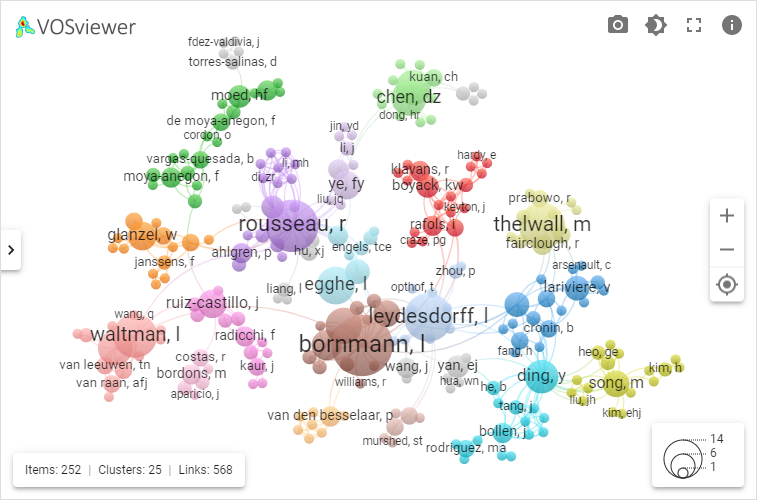 VOSviewer
fdez-valdivia, j
torres-salinas, d
kuan, ch
moed, hf
chen, dz
dong, hr
de moya-anegon, f
jin, yd
cordon, o
li, j
vargas-quesada, b
li, mh
hardy, e
klavans, r
moya-anegon, f
di, zr
ye, fy
boyack, kw
liu, jq
prabowo, r
keyton, j
rousseau, r
rafols, i
thelwall, m
glanzel, w
craze, pg
fairclough, r
engels, tce
ahlgren, p
hu, xj
janssens, f
zhou, p
arsenault, c
egghe, l
liang, l
opthof, t
lariviere, v
ruiz-castillo, j
wang, q
leydesdorff, l
waltman, l
radicchi, f
cronin, b
bornmann, l
fang, h
costas, r
heo, ge
van leeuwen, tn
kaur, j
wang, j
yan, ej
kim, h
bordons, m
ding, y
van raan, afj
williams, r
hua, wn
song, m
he, b
aparicio, j
liu, jh
tang, j
van den besselaar, p
kim, ehj
bollen, j
murshed, st
rodriguez, ma
14
6
1
Items: 252 | Clusters: 25 | Links: 568